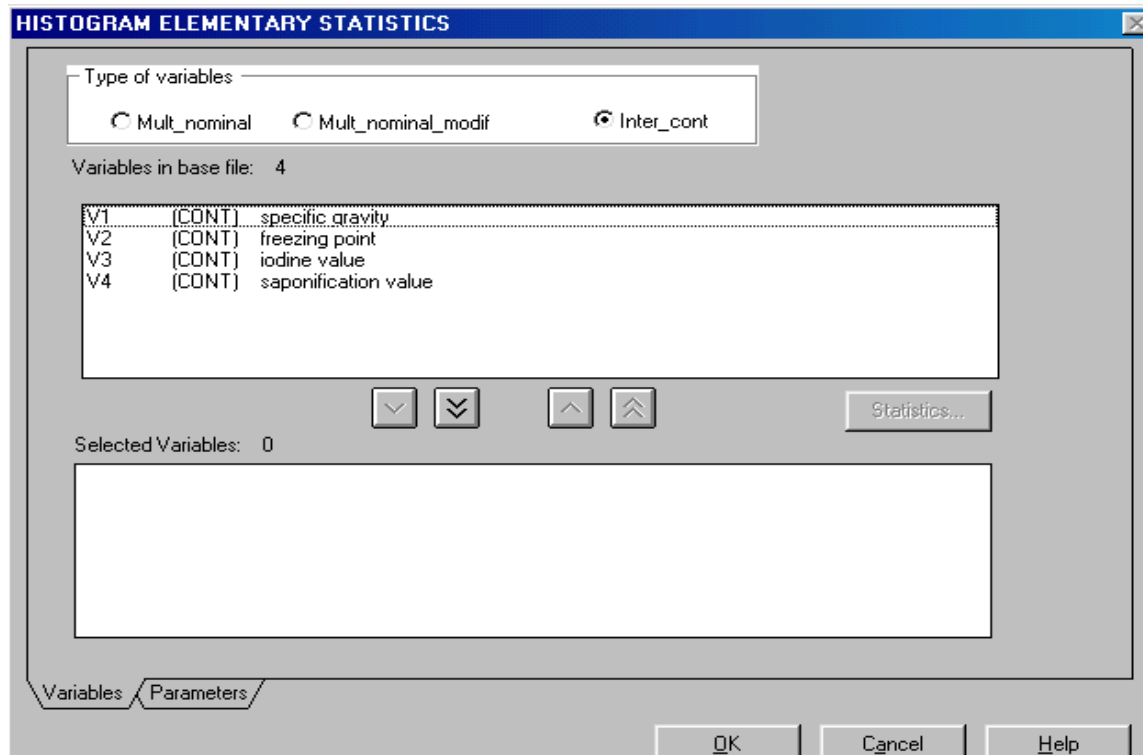 HISTOGRAM ELEMENTARY STATISTICS
Type of variables
Mult_nominal Mult_nominal_modif Inter_cont
Variables in base file: 4
V1 (CONT) specific gravity
V2 (CONT) freezing point
V3 (CONT) iodine value
V4 (CONT) saponification value
Statistics...
Selected Variables: 0
Variables Parameters
OK Cancel Help